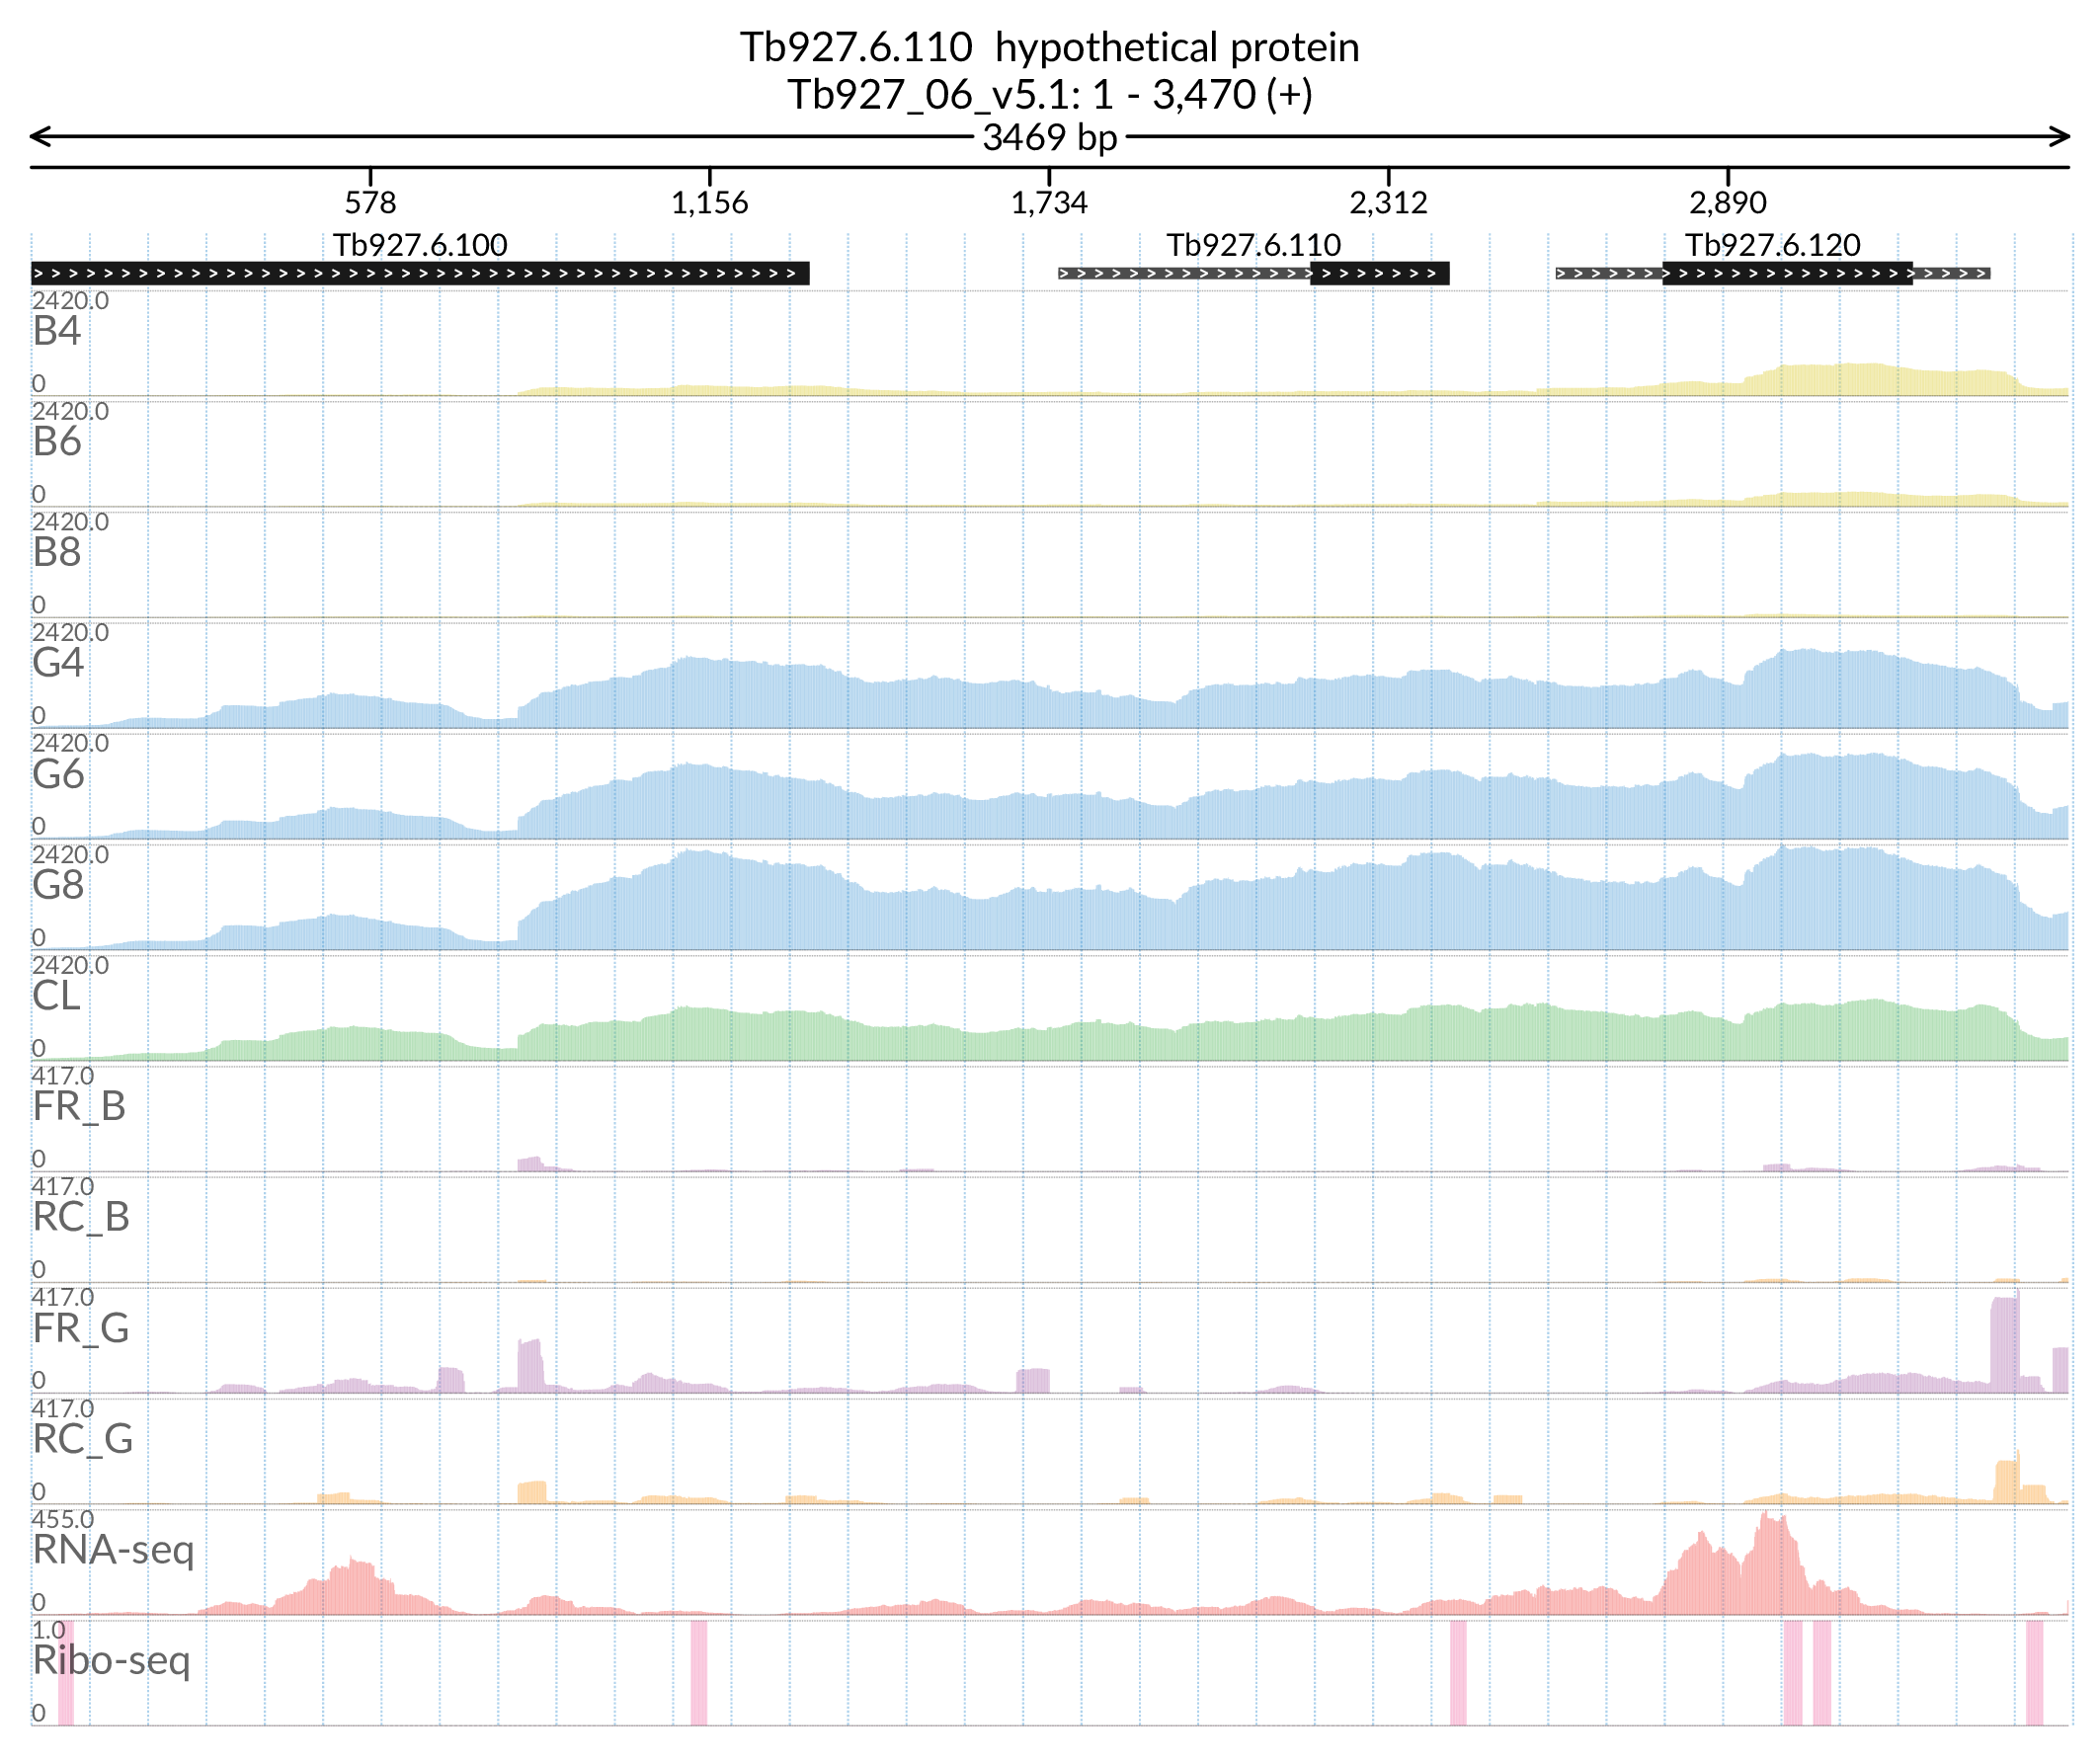 Tb927.6.110 hypothetical protein
Tb927_06_v5.1: 1 - 3,470 (+)
3469 bp
578 1,156 1,734 2,312 2,890
Tb927.6.100 Tb927.6.110 Tb927.6.120
2420.0
B4
0
2420.0
B6
0
2420.0
B8
0
2420.0
G4
0
2420.0
G6
0
2420.0
G8
0
2420.0
CL
0
417.0
FR_B
0
417.0
RC_B
0
417.0
FR_G
0
417.0
RC_G
0
455.0
RNA-seq
0
1.0
Ribo-seq
0